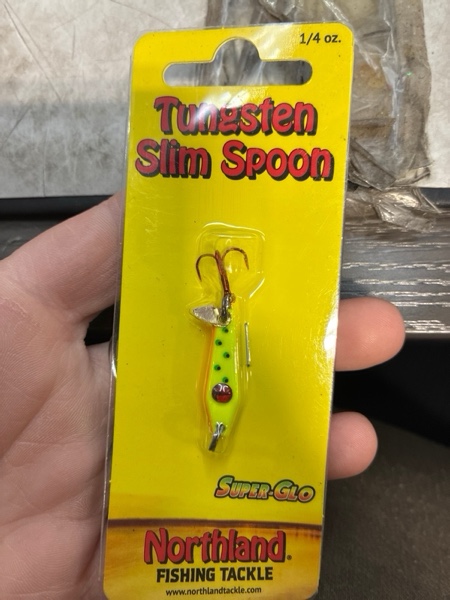 1/4 oz.
Tungsten
Slim Spoon
Super-Glo
Northland®
FISHING TACKLE
www.northlandtackle.com